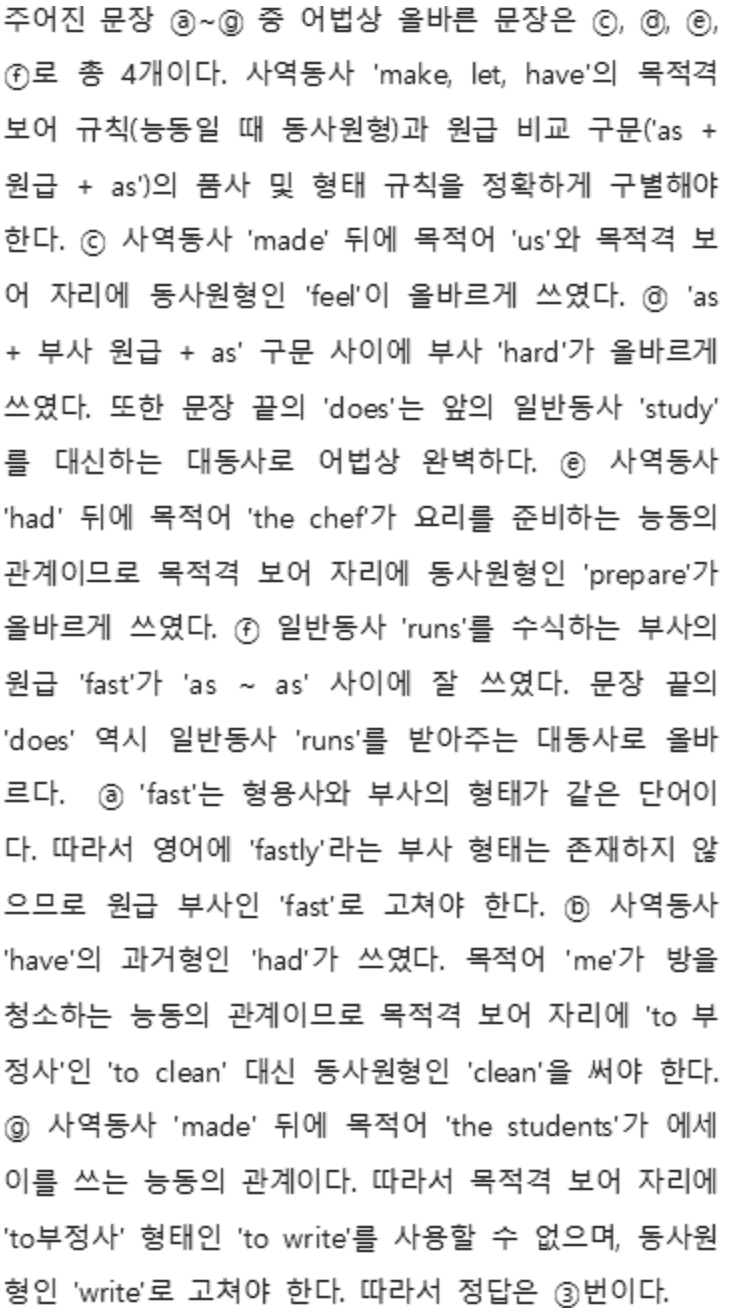 주어진 문장 ⓐ~ⓖ 중 어법상 올바른 문장은 ⓒ, ⓓ, ⓔ,
ⓕ로 총 4개이다. 사역동사 'make, let, have'의 목적격
보어 규칙(능동일 때 동사원형)과 원급 비교 구문('as +
원급 + as')의 품사 및 형태 규칙을 정확하게 구별해야
한다. ⓒ 사역동사 'made' 뒤에 목적어 'us'와 목적격 보
어 자리에 동사원형인 'feel'이 올바르게 쓰였다. ⓓ 'as
+ 부사 원급 + as' 구문 사이에 부사 'hard'가 올바르게
쓰였다. 또한 문장 끝의 'does'는 앞의 일반동사 'study'
를 대신하는 대동사로 어법상 완벽하다. ⓔ 사역동사
'had' 뒤에 목적어 'the chef'가 요리를 준비하는 능동의
관계이므로 목적격 보어 자리에 동사원형인 'prepare'가
올바르게 쓰였다. ⓕ 일반동사 'runs'를 수식하는 부사의
원급 'fast'가 'as ~ as' 사이에 잘 쓰였다. 문장 끝의
'does' 역시 일반동사 'runs'를 받아주는 대동사로 올바
르다. ⓐ 'fast'는 형용사와 부사의 형태가 같은 단어이
다. 따라서 영어에 'fastly'라는 부사 형태는 존재하지 않
으므로 원급 부사인 'fast'로 고쳐야 한다. ⓑ 사역동사
'have'의 과거형인 'had'가 쓰였다. 목적어 'me'가 방을
청소하는 능동의 관계이므로 목적격 보어 자리에 'to 부
정사'인 'to clean' 대신 동사원형인 'clean'을 써야 한다.
ⓖ 사역동사 'made' 뒤에 목적어 'the students'가 에세
이를 쓰는 능동의 관계이다. 따라서 목적격 보어 자리에
'to부정사' 형태인 'to write'를 사용할 수 없으며, 동사원
형인 'write'로 고쳐야 한다. 따라서 정답은 ③번이다.